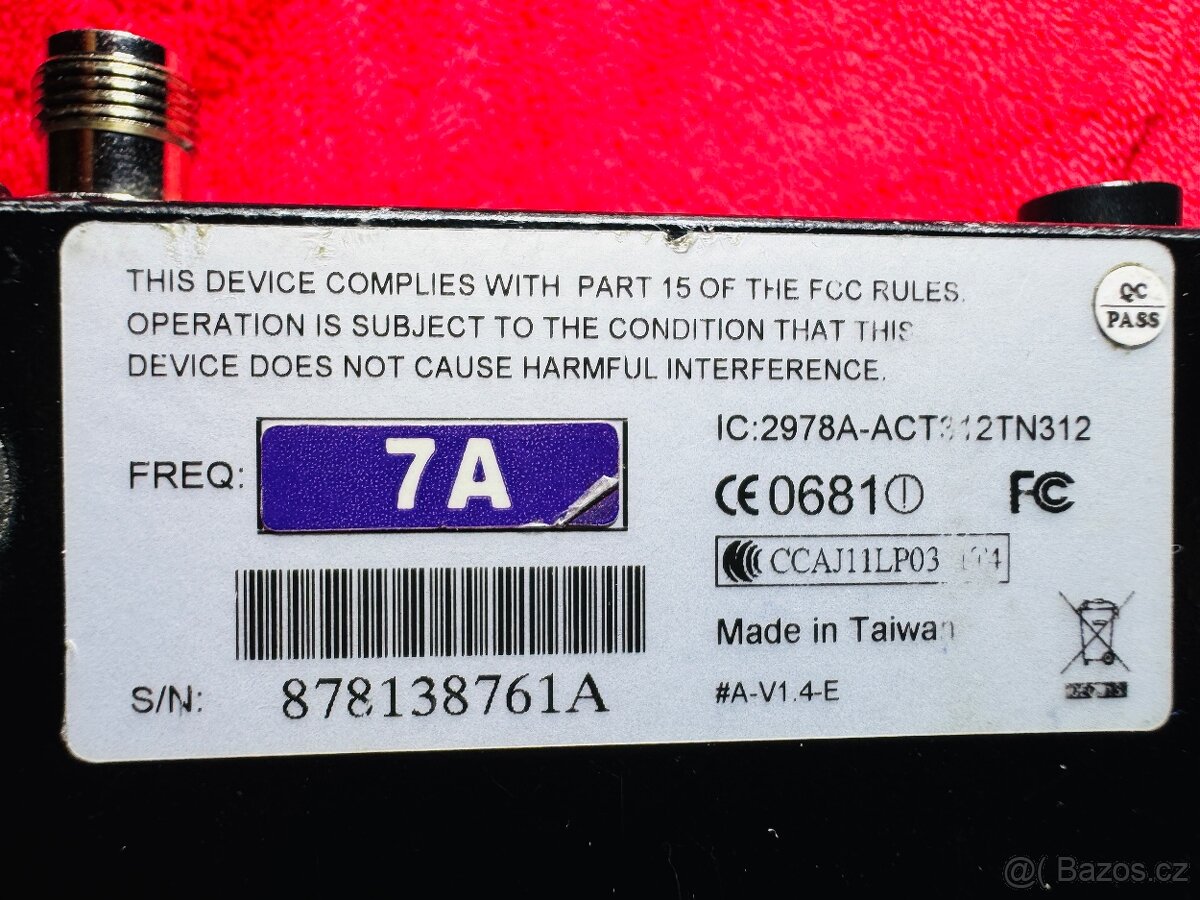 THIS DEVICE COMPLIES WITH PART 15 OF THE FCC RULES.
OPERATION IS SUBJECT TO THE CONDITION THAT THIS
DEVICE DOES NOT CAUSE HARMFUL INTERFERENCE.
QC
PASS
FREQ:
7A
IC:2978A-ACT312TN312
CE0681
FC
CCAJ11LP03
Made in Taiwan
S/N:
878138761A
#A-V1.4-E
@( Bazos.cz